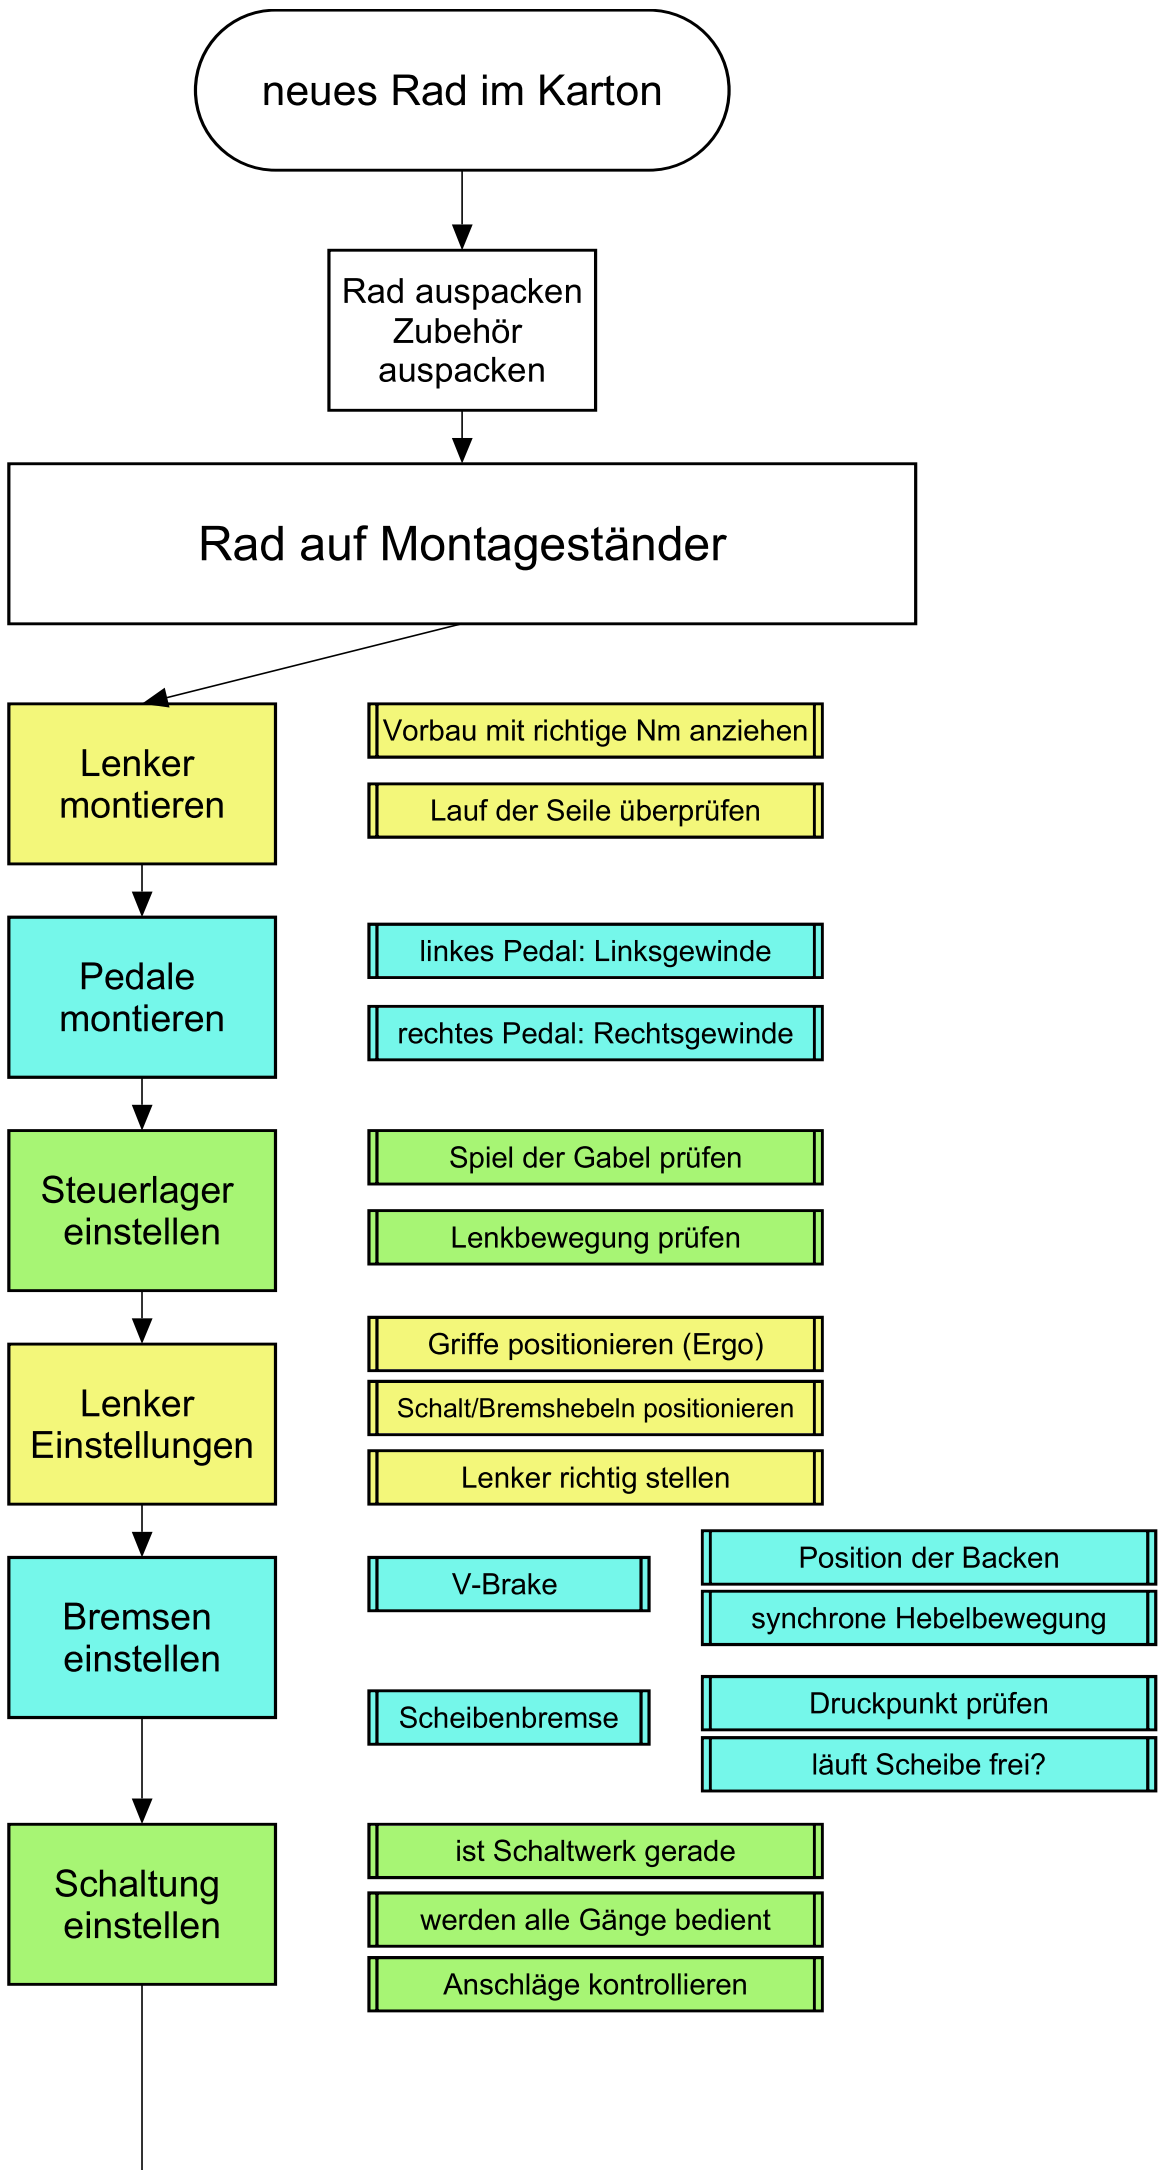 neues Rad im Karton
Rad auspacken
Zubehör
auspacken
Rad auf Montageständer
Lenker
montieren
Vorbau mit richtige Nm anziehen
Lauf der Seile überprüfen
Pedale
montieren
linkes Pedal: Linksgewinde
rechtes Pedal: Rechtsgewinde
Steuerlager
einstellen
Spiel der Gabel prüfen
Lenkbewegung prüfen
Lenker
Einstellungen
Griffe positionieren (Ergo)
Schalt/Bremshebeln positionieren
Lenker richtig stellen
Bremsen
einstellen
V-Brake
Position der Backen
synchrone Hebelbewegung
Scheibenbremse
Druckpunkt prüfen
läuft Scheibe frei?
Schaltung
einstellen
ist Schaltwerk gerade
werden alle Gänge bedient
Anschläge kontrollieren